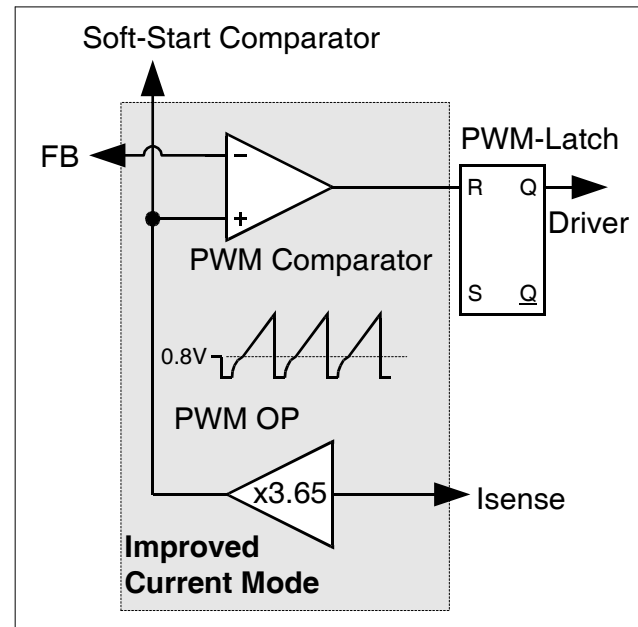 Soft-Start Comparator
FB
PWM-Latch
−
+
R Q
Driver
PWM Comparator
S Q
0.8V
PWM OP
x3.65
Isense
Improved
Current Mode